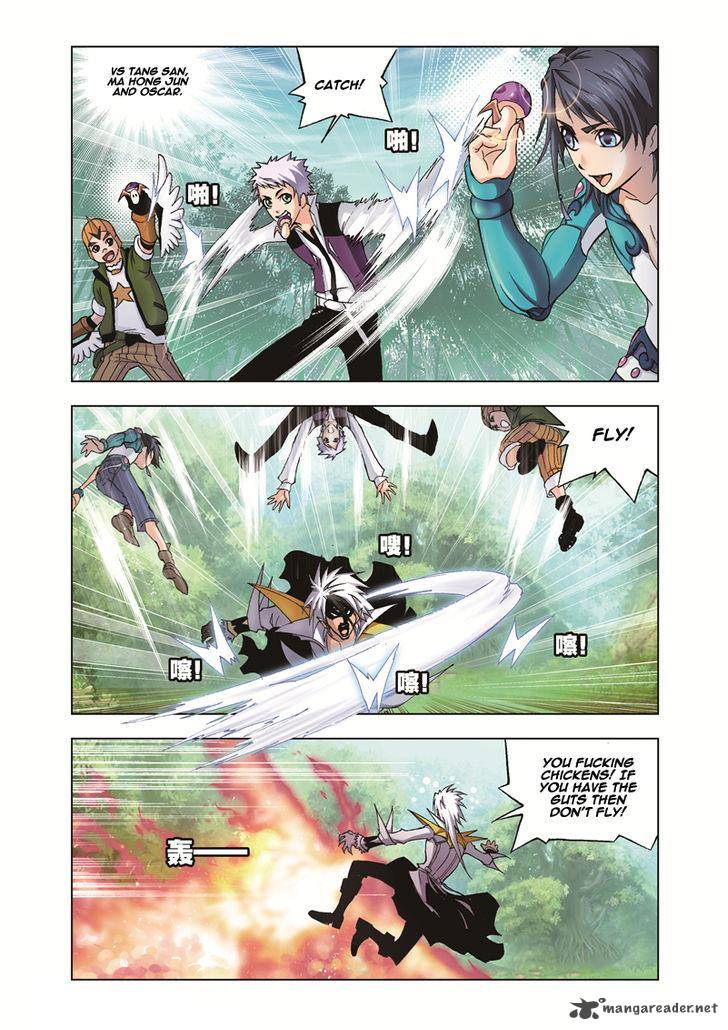 VS TANG SAN,
MA HONG JUN
AND OSCAR.
CATCH!
啪!
啪!
FLY!
嗖!
嚓!
嚓!
嚓!
YOU FUCKING
CHICKENS! IF
YOU HAVE THE
GUTS THEN
DON'T FLY!
轰——
mangareader.net